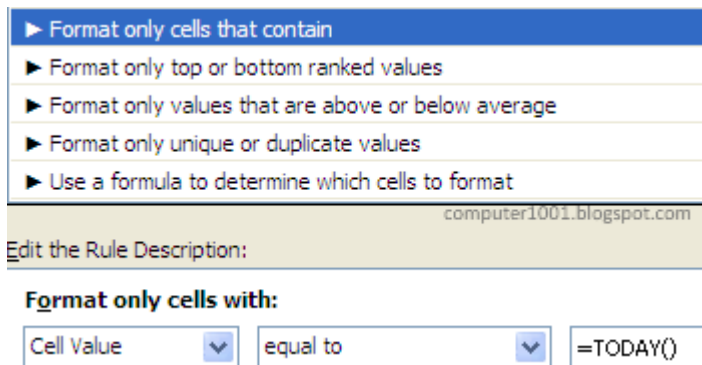 ► Format only cells that contain
► Format only top or bottom ranked values
► Format only values that are above or below average
► Format only unique or duplicate values
► Use a formula to determine which cells to format
computer1001.blogspot.com
Edit the Rule Description:
Format only cells with:
Cell Value equal to =TODAY()